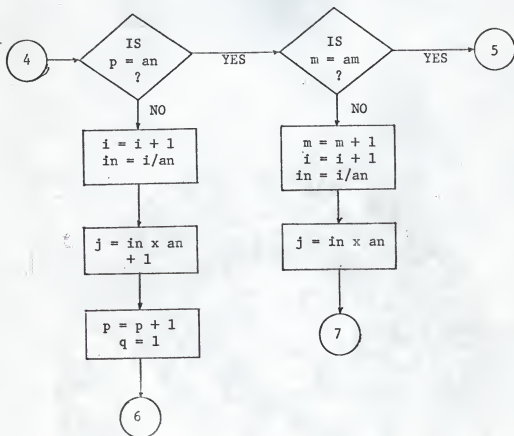 4
IS
p = an
?
YES
IS
m = am
?
YES
5
NO
i = i + 1
in = i/an
j = in x an
+ 1
p = p + 1
q = 1
6
NO
m = m + 1
i = i + 1
in = i/an
j = in x an
7